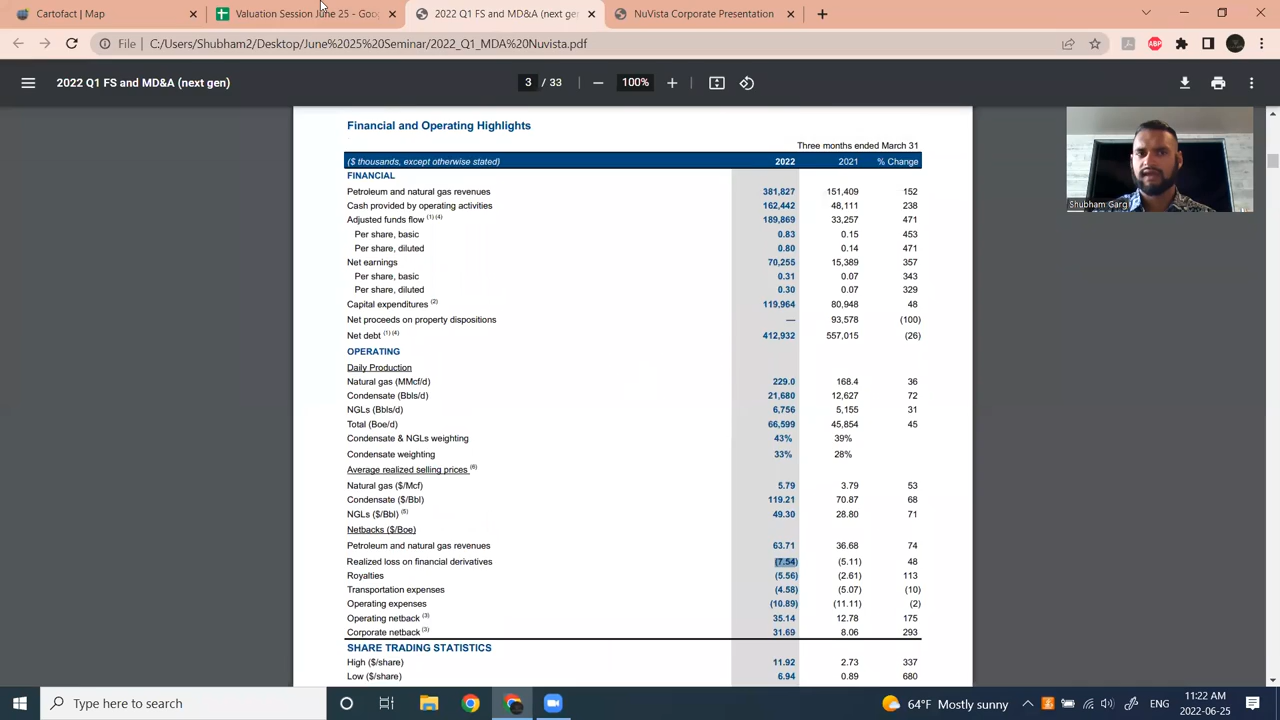 Cartofact | Map
Valuation Session June 25 - Goo
2022 Q1 FS and MD&A (next gen
NuVista Corporate Presentation
File C:/Users/Shubham2/Desktop/June%2025%20Seminar/2022_Q1_MDA%20Nuvista.pdf
ABP
2022 Q1 FS and MD&A (next gen) 3 / 33 100%
Financial and Operating Highlights
Three months ended March 31
($ thousands, except otherwise stated) 2022 2021 % Change
FINANCIAL
Petroleum and natural gas revenues 381,827 151,409 152
Cash provided by operating activities 162,442 48,111 238
Adjusted funds flow (1) (4) 189,869 33,257 471
Per share, basic 0.83 0.15 453
Per share, diluted 0.80 0.14 471
Net earnings 70,255 15,389 357
Per share, basic 0.31 0.07 343
Per share, diluted 0.30 0.07 329
Capital expenditures (2) 119,964 80,948 48
Net proceeds on property dispositions — 93,578 (100)
Net debt (1) (4) 412,932 557,015 (26)
OPERATING
Daily Production
Natural gas (MMcf/d) 229.0 168.4 36
Condensate (Bbls/d) 21,680 12,627 72
NGLs (Bbls/d) 6,756 5,155 31
Total (Boe/d) 66,599 45,854 45
Condensate & NGLs weighting 43% 39%
Condensate weighting 33% 28%
Average realized selling prices (6)
Natural gas ($/Mcf) 5.79 3.79 53
Condensate ($/Bbl) 119.21 70.87 68
NGLs ($/Bbl) (5) 49.30 28.80 71
Netbacks ($/Boe)
Petroleum and natural gas revenues 63.71 36.68 74
Realized loss on financial derivatives (7.54) (5.11) 48
Royalties (5.56) (2.61) 113
Transportation expenses (4.58) (5.07) (10)
Operating expenses (10.89) (11.11) (2)
Operating netback (3) 35.14 12.78 175
Corporate netback (3) 31.69 8.06 293
SHARE TRADING STATISTICS
High ($/share) 11.92 2.73 337
Low ($/share) 6.94 0.89 680
Shubham Garg
Type here to search
64°F Mostly sunny
ENG
11:22 AM
2022-06-25